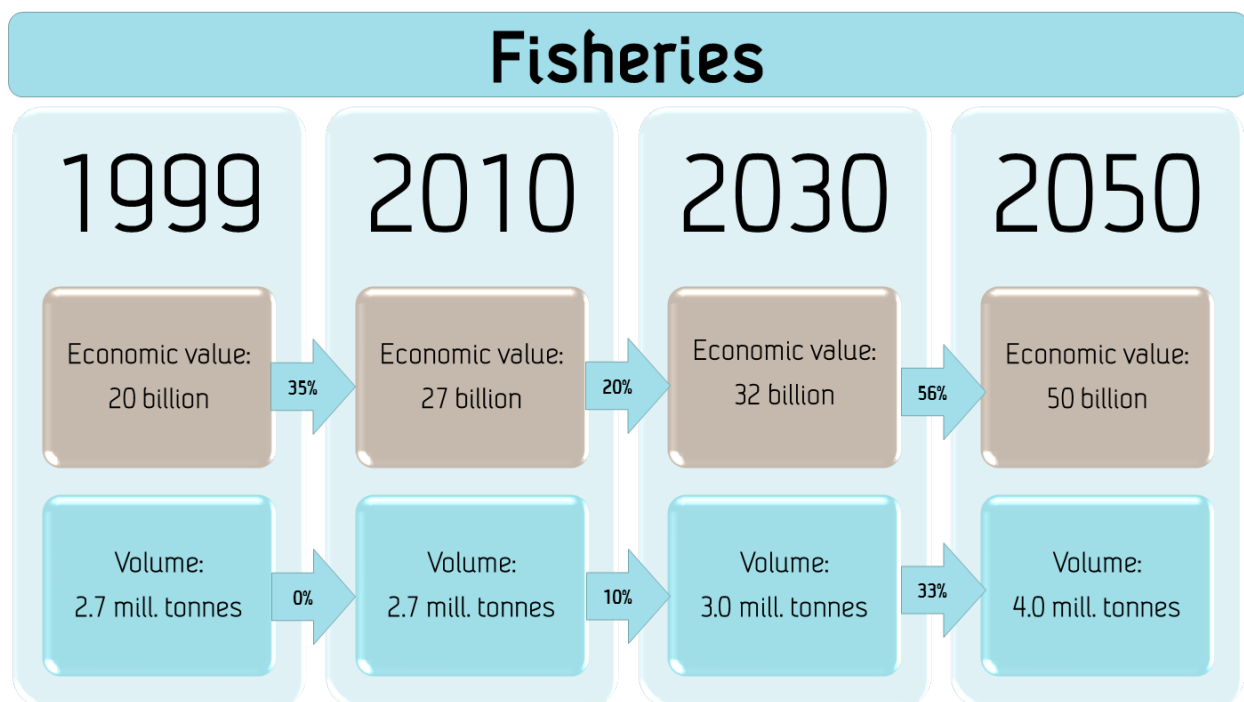 Fisheries
1999
2010
2030
2050
Economic value:
20 billion
35%
Economic value:
27 billion
20%
Economic value:
32 billion
56%
Economic value:
50 billion
Volume:
2.7 mill. tonnes
0%
Volume:
2.7 mill. tonnes
10%
Volume:
3.0 mill. tonnes
33%
Volume:
4.0 mill. tonnes